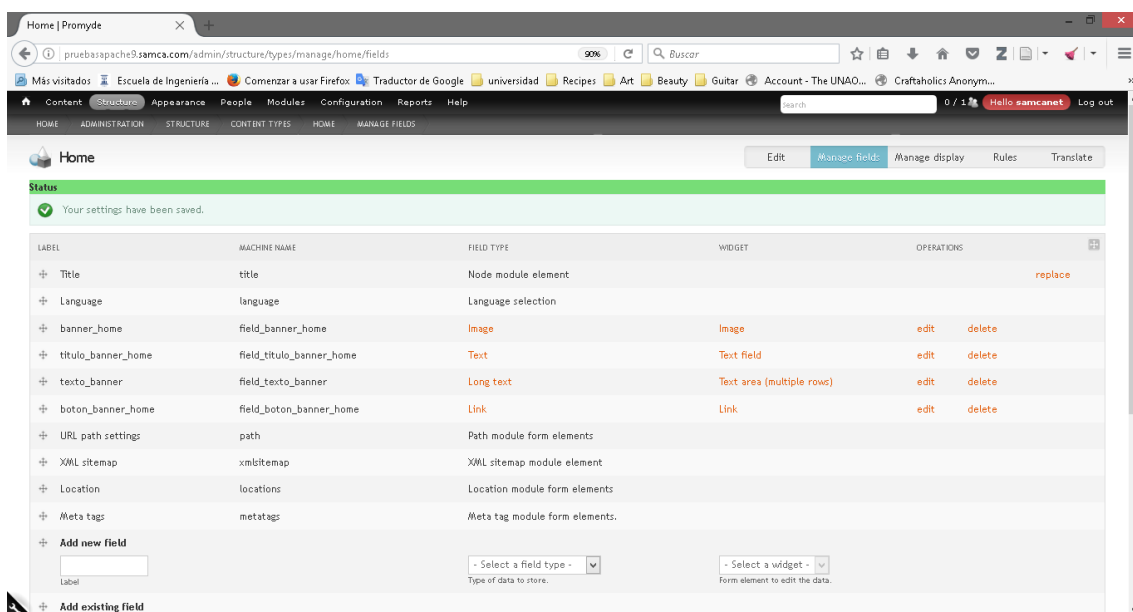 Home | Promyde
pruebasapache9.samca.com/admin/structure/types/manage/home/fields 90% Buscar
Más visitados Escuela de Ingeniería ... Comenzar a usar Firefox Traductor de Google universidad Recipes Art Beauty Guitar Account - The UNAO... Craftaholics Anonym...
Content Structure Appearance People Modules Configuration Reports Help search 0 / 1 Hello samcanet Log out
HOME ADMINISTRATION STRUCTURE CONTENT TYPES HOME MANAGE FIELDS
Home Edit Manage fields Manage display Rules Translate
Status
Your settings have been saved.
LABEL MACHINE NAME FIELD TYPE WIDGET OPERATIONS
Title title Node module element replace
Language language Language selection
banner_home field_banner_home Image Image edit delete
titulo_banner_home field_titulo_banner_home Text Text field edit delete
texto_banner field_texto_banner Long text Text area (multiple rows) edit delete
boton_banner_home field_boton_banner_home Link Link edit delete
URL path settings path Path module form elements
XML sitemap xmlsitemap XML sitemap module element
Location locations Location module form elements
Meta tags metatags Meta tag module form elements.
Add new field
- Select a field type - - Select a widget -
Label Type of data to store. Form element to edit the data.
Add existing field